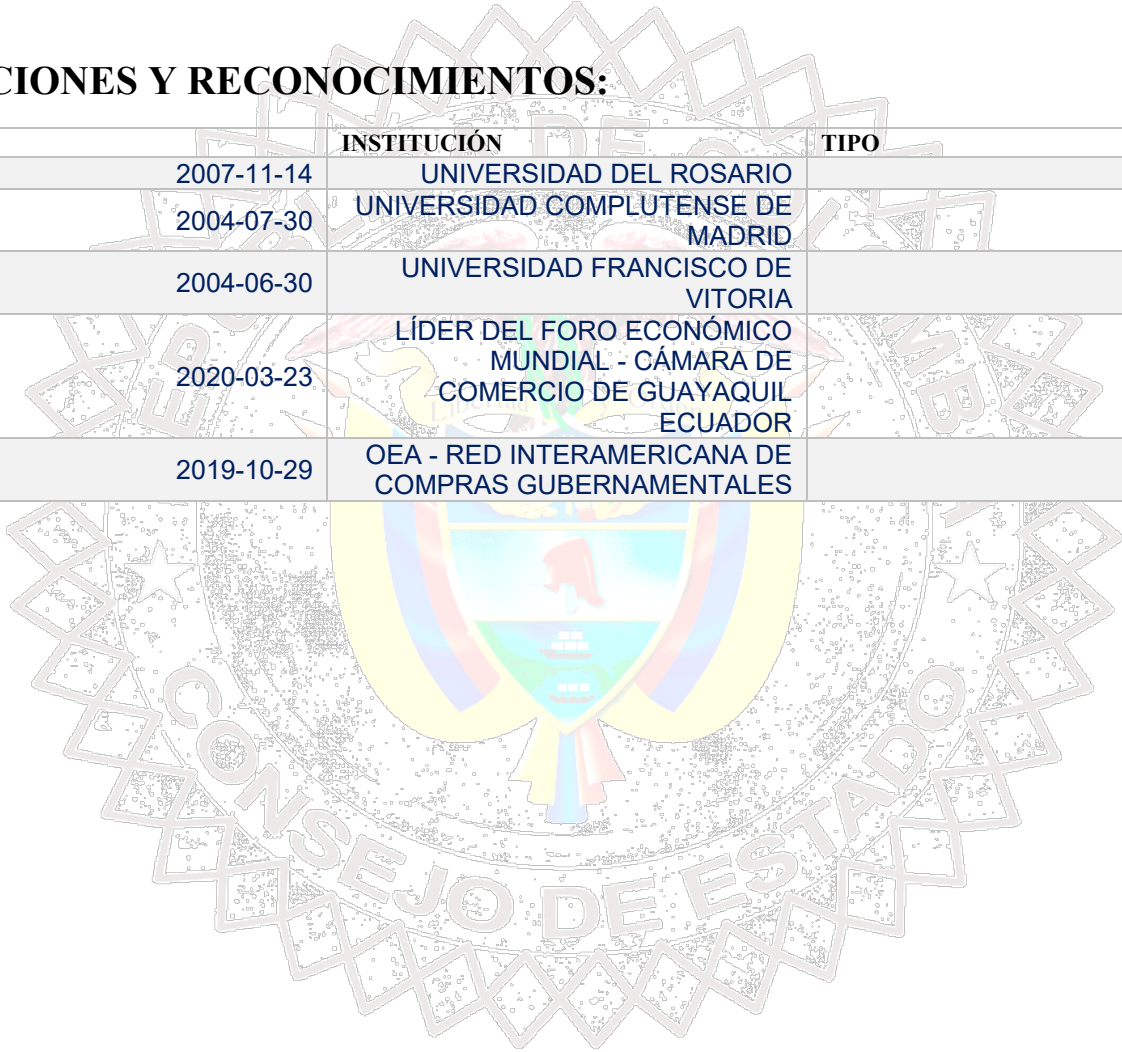 CIONES Y RECONOCIMIENTOS:
INSTITUCIÓN TIPO
2007-11-14 UNIVERSIDAD DEL ROSARIO
2004-07-30 UNIVERSIDAD COMPLUTENSE DE
MADRID
2004-06-30 UNIVERSIDAD FRANCISCO DE
VITORIA
2020-03-23 LÍDER DEL FORO ECONÓMICO
MUNDIAL - CÁMARA DE
COMERCIO DE GUAYAQUIL
ECUADOR
2019-10-29 OEA - RED INTERAMERICANA DE
COMPRAS GUBERNAMENTALES
CONSEJO DE ESTADO